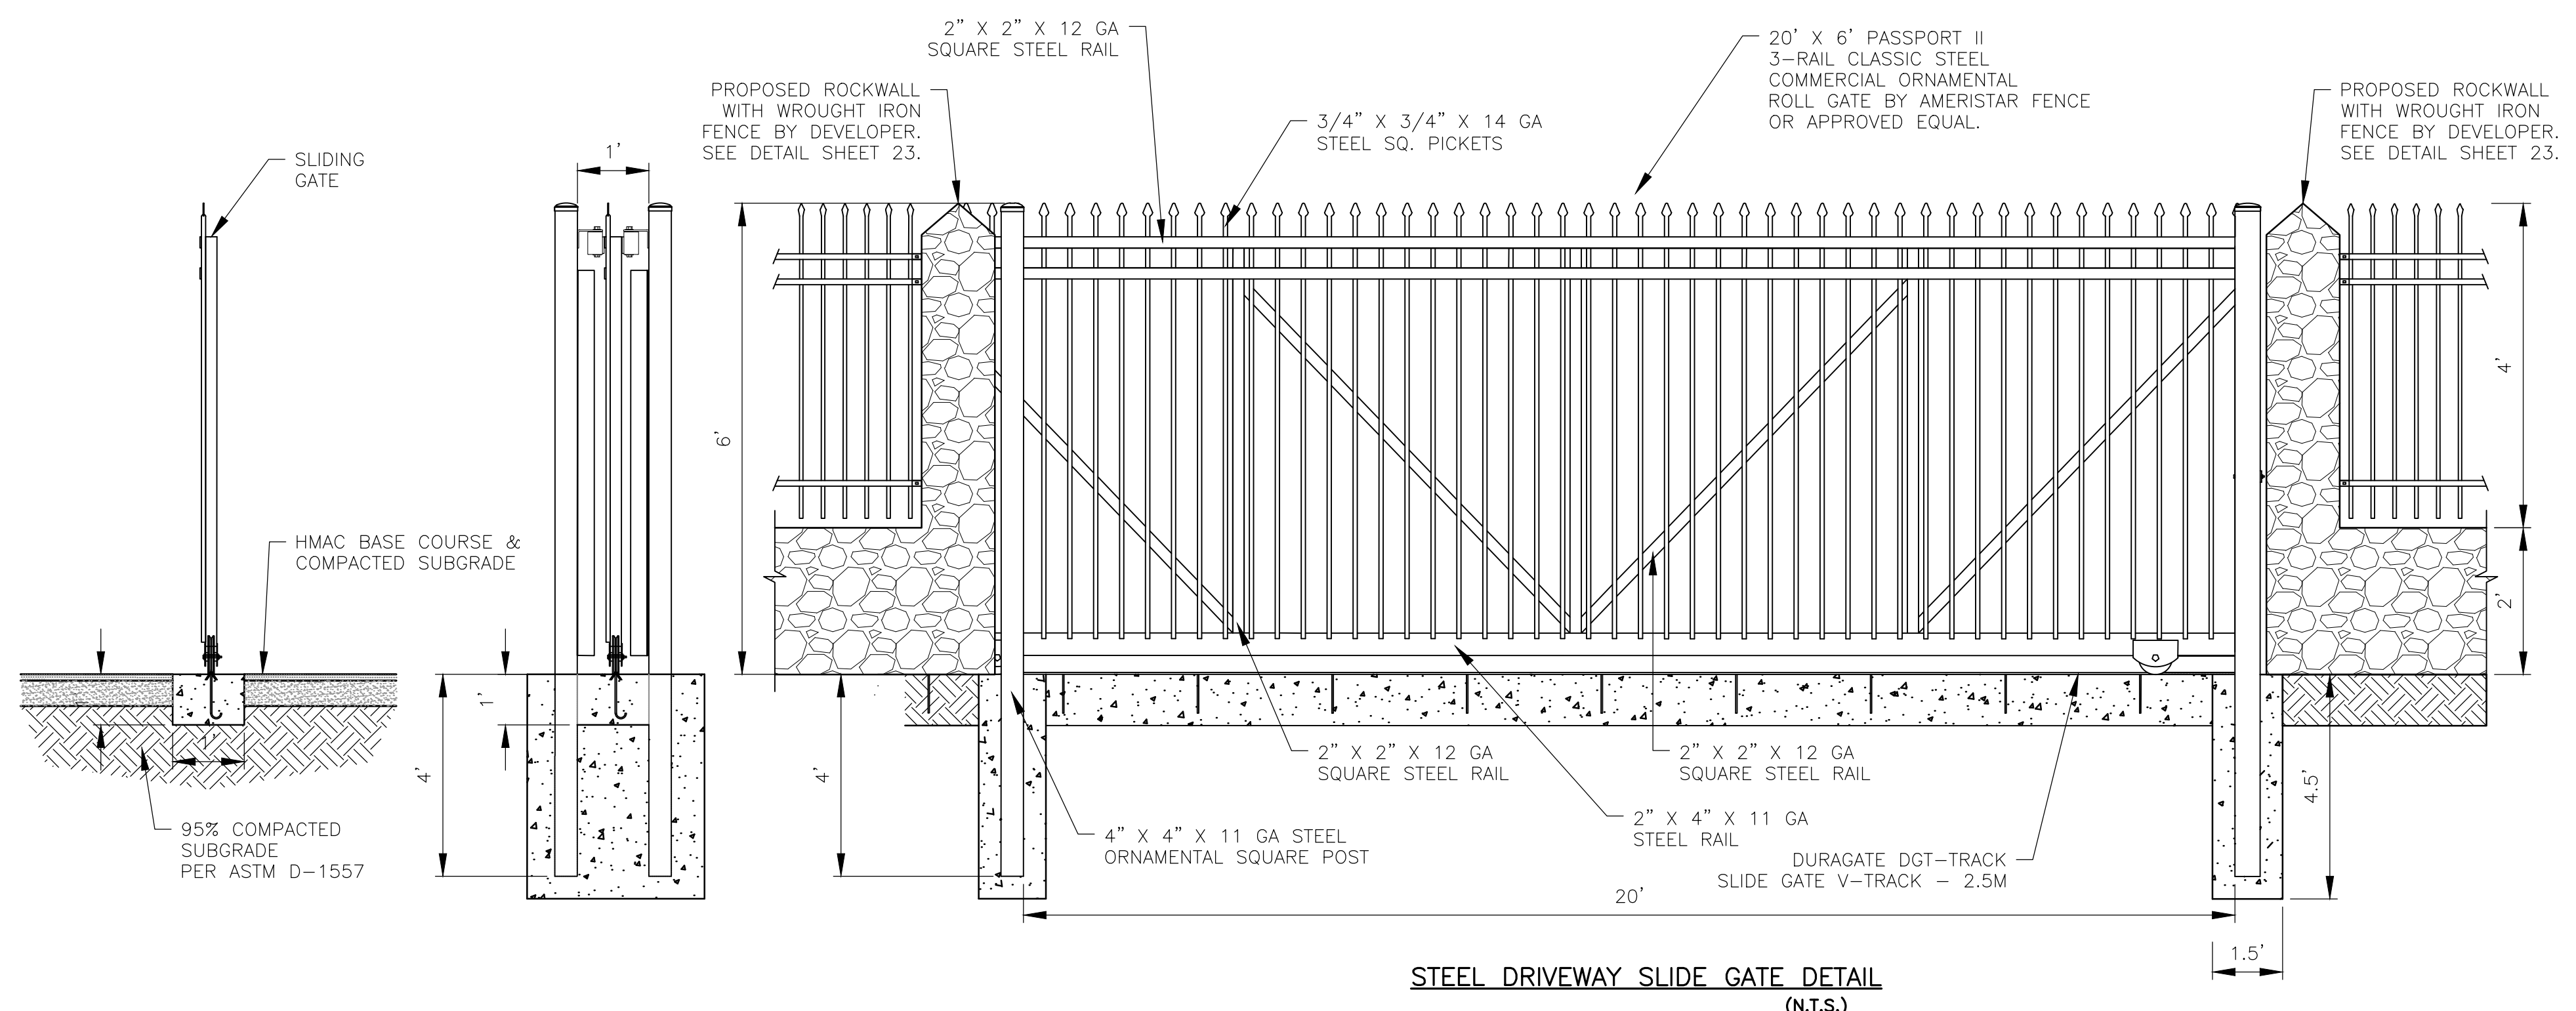 2" X 2" X 12 GA
SQUARE STEEL RAIL
20' X 6' PASSPORT II
3-RAIL CLASSIC STEEL
COMMERCIAL ORNAMENTAL
ROLL GATE BY AMERISTAR FENCE
OR APPROVED EQUAL.
PROPOSED ROCKWALL
WITH WROUGHT IRON
FENCE BY DEVELOPER.
SEE DETAIL SHEET 23.
3/4" X 3/4" X 14 GA
STEEL SQ. PICKETS
PROPOSED ROCKWALL
WITH WROUGHT IRON
FENCE BY DEVELOPER.
SEE DETAIL SHEET 23.
SLIDING
GATE
1'
6'
4'
2'
HMAC BASE COURSE &
COMPACTED SUBGRADE
1'
1'
1'
4'
4'
4.5'
95% COMPACTED
SUBGRADE
PER ASTM D-1557
2" X 2" X 12 GA
SQUARE STEEL RAIL
2" X 2" X 12 GA
SQUARE STEEL RAIL
4" X 4" X 11 GA STEEL
ORNAMENTAL SQUARE POST
2" X 4" X 11 GA
STEEL RAIL
DURAGATE DGT-TRACK
SLIDE GATE V-TRACK - 2.5M
20'
1.5'
STEEL DRIVEWAY SLIDE GATE DETAIL
(N.T.S.)